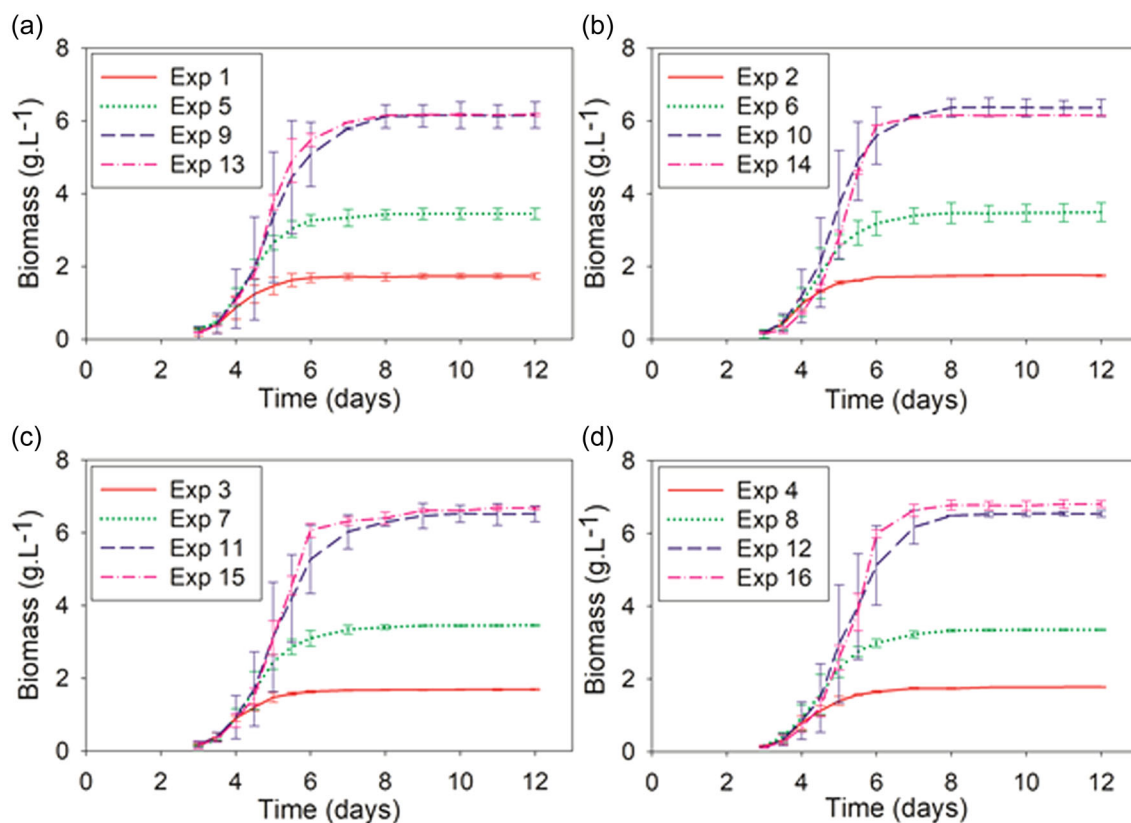 (a)
8
6
4
2
0
Biomass (g.L-1)
Exp 1
Exp 5
Exp 9
Exp 13
0 2 4 6 8 10 12
Time (days)
(b)
8
6
4
2
0
Biomass (g.L-1)
Exp 2
Exp 6
Exp 10
Exp 14
0 2 4 6 8 10 12
Time (days)
(c)
8
6
4
2
0
Biomass (g.L-1)
Exp 3
Exp 7
Exp 11
Exp 15
0 2 4 6 8 10 12
Time (days)
(d)
8
6
4
2
0
Biomass (g.L-1)
Exp 4
Exp 8
Exp 12
Exp 16
0 2 4 6 8 10 12
Time (days)